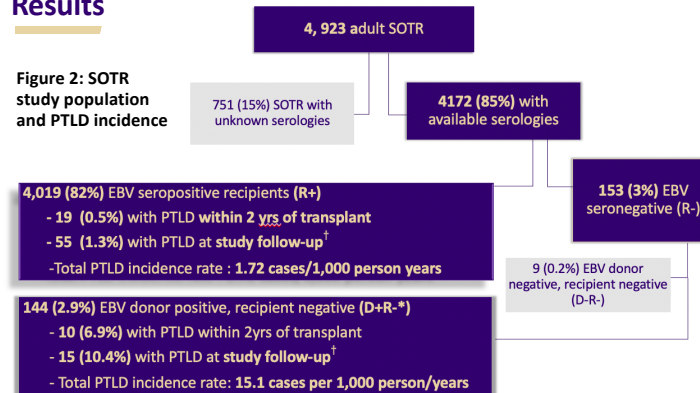 Results
Figure 2: SOTR
study population
and PTLD incidence
4, 923 adult SOTR
751 (15%) SOTR with
unknown serologies
4172 (85%) with
available serologies
4,019 (82%) EBV seropositive recipients (R+)
- 19 (0.5%) with PTLD within 2 yrs of transplant
- 55 (1.3%) with PTLD at study follow-up†
-Total PTLD incidence rate : 1.72 cases/1,000 person years
153 (3%) EBV
seronegative (R-)
9 (0.2%) EBV donor
negative, recipient negative
(D-R-)
144 (2.9%) EBV donor positive, recipient negative (D+R-*)
- 10 (6.9%) with PTLD within 2yrs of transplant
- 15 (10.4%) with PTLD at study follow-up†
- Total PTLD incidence rate: 15.1 cases per 1,000 person/years